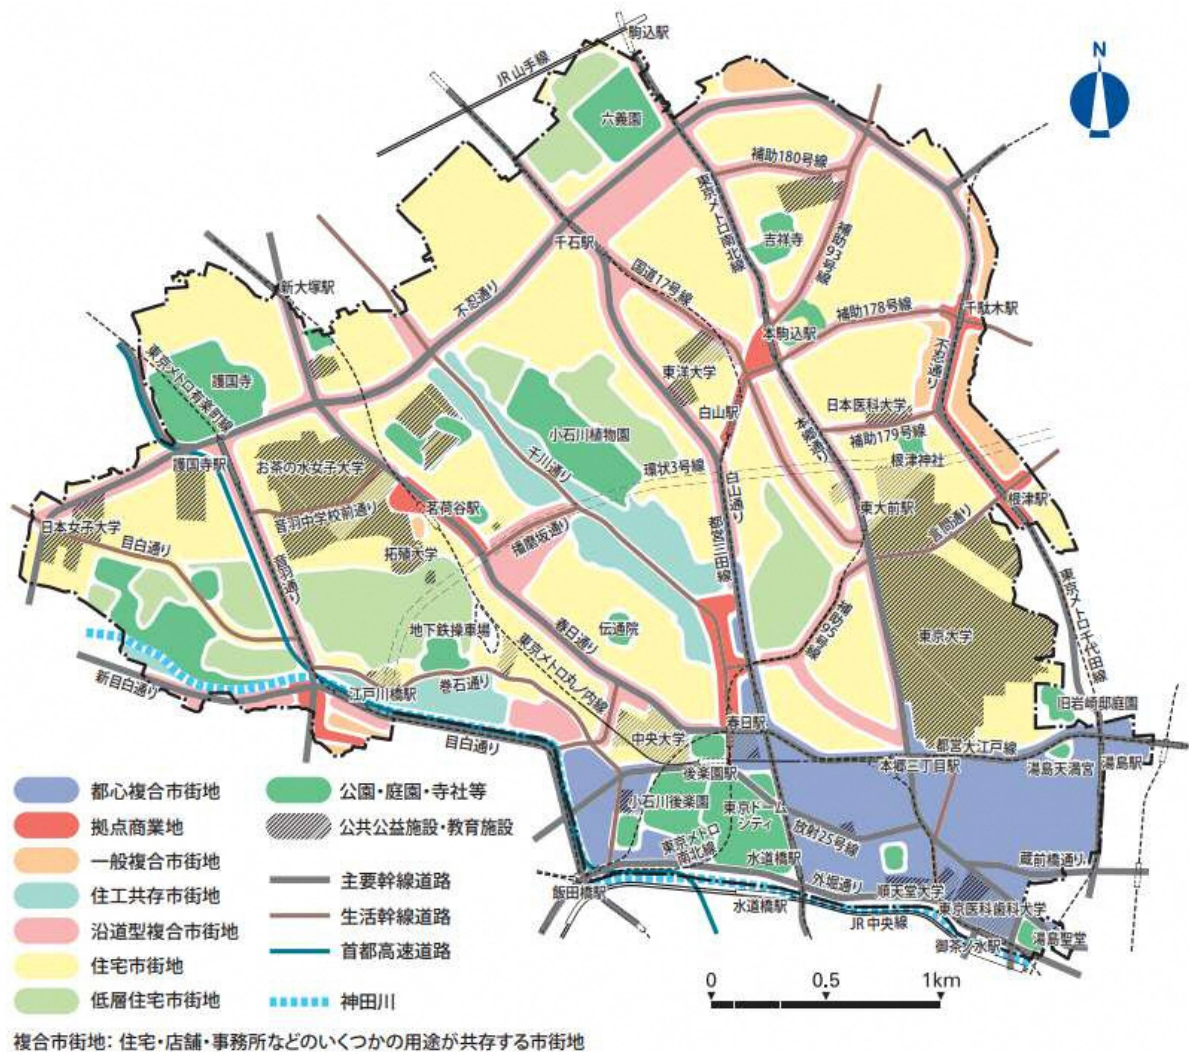 駒込駅
N
JR山手線
六義園
補助180号線
東京メトロ南北線
吉祥寺
補助93号線
千石駅
国道17号線
新大塚駅
不忍通り
補助178号線
千駄木駅
本駒込駅
不忍通り
東京メトロ有楽町線
護国寺
東洋大学
日本医科大学
白山駅
小石川植物園
本郷通り
補助179号線
根津神社
護国寺駅
お茶の水女子大学
千川通り
環状3号線
白山通り
根津駅
茗荷谷駅
東大前駅
言問通り
日本女子大学
目白通り
音羽中学校前通り
播磨坂通り
都営三田線
拓殖大学
音羽通り
東京メトロ千代田線
地下鉄操車場
春日通り
伝通院
補助95号線
東京大学
東京メトロ丸ノ内線
新目白通り
江戸川橋駅
巻石通り
旧岩崎邸庭園
春日駅
目白通り
中央大学
都営大江戸線
後楽園駅
本郷三丁目駅
湯島天満宮
湯島駅
小石川後楽園
東京ドーム
シティ
放射25号線
東京メトロ
南北線
水道橋駅
蔵前橋通り
外堀通り
飯田橋駅
順天堂大学
水道橋駅
東京医科歯科大学
JR中央線
御茶ノ水駅
湯島聖堂
都心複合市街地
拠点商業地
一般複合市街地
住工共存市街地
沿道型複合市街地
住宅市街地
低層住宅市街地
公園・庭園・寺社等
公共公益施設・教育施設
主要幹線道路
生活幹線道路
首都高速道路
神田川
0 0.5 1km
複合市街地：住宅・店舗・事務所などのいくつかの用途が共存する市街地